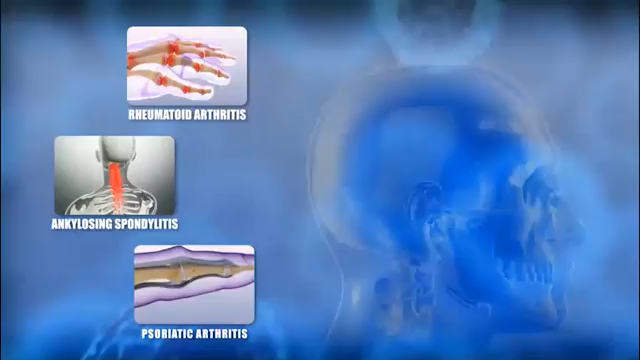 RHEUMATOID ARTHRITIS
ANKYLOSING SPONDYLITIS
PSORIATIC ARTHRITIS